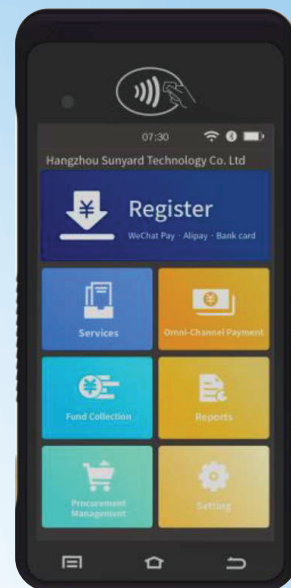 07:30
Hangzhou Sunyard Technology Co. Ltd
¥
Register
WeChat Pay · Alipay · Bank card
Services
¥
Omni-Channel Payment
¥
Fund Collection
Reports
Procurement
Management
Setting